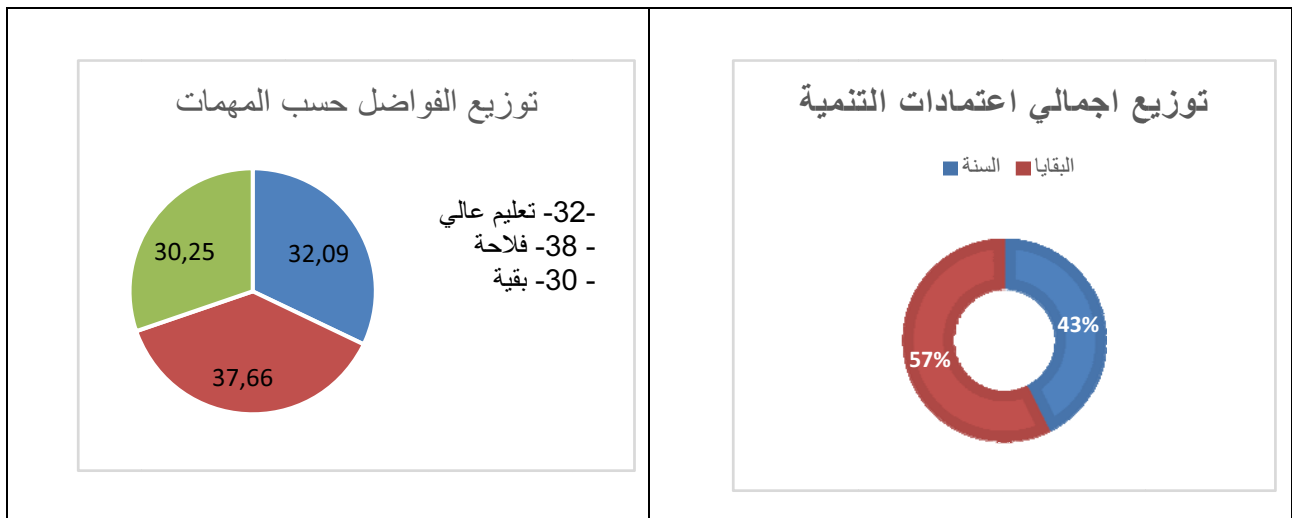 توزيع اجمالي اعتمادات التنمية
السنة البقايا
43%
57%
توزيع الفواضل حسب المهمات
-32- تعليم عالي
- 38- فلاحة
- 30- بقية
32,09
37,66
30,25